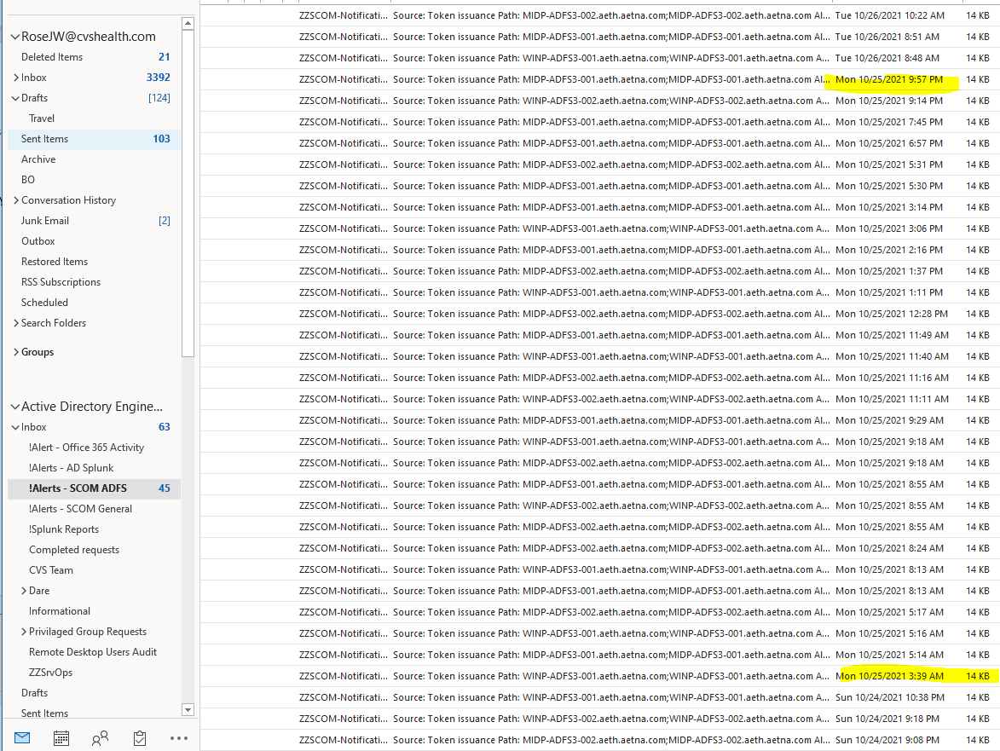 RoseJW@cvshealth.com
Deleted Items 21
Inbox 3392
Drafts [124]
Travel
Sent Items 103
Archive
BO
Conversation History
Junk Email [2]
Outbox
Restored Items
RSS Subscriptions
Scheduled
Search Folders
Groups
Active Directory Engine...
Inbox 63
!Alert - Office 365 Activity
!Alerts - AD Splunk
!Alerts - SCOM ADFS 45
!Alerts - SCOM General
!Splunk Reports
Completed requests
CVS Team
Dare
Informational
Privilaged Group Requests
Remote Desktop Users Audit
ZZSrvOps
Drafts
Sent Items
ZZSCOM-Notificati... Source: Token issuance Path: MIDP-ADFS3-002.aeth.aetna.com;MIDP-ADFS3-002.aeth.aetna.com Al... Tue 10/26/2021 10:22 AM 14 KB
ZZSCOM-Notificati... Source: Token issuance Path: MIDP-ADFS3-001.aeth.aetna.com;MIDP-ADFS3-001.aeth.aetna.com Al... Tue 10/26/2021 8:51 AM 14 KB
ZZSCOM-Notificati... Source: Token issuance Path: WINP-ADFS3-001.aeth.aetna.com;WINP-ADFS3-001.aeth.aetna.com A... Tue 10/26/2021 8:48 AM 14 KB
ZZSCOM-Notificati... Source: Token issuance Path: MIDP-ADFS3-001.aeth.aetna.com;MIDP-ADFS3-001.aeth.aetna.com Al... Mon 10/25/2021 9:57 PM 14 KB
ZZSCOM-Notificati... Source: Token issuance Path: WINP-ADFS3-002.aeth.aetna.com;WINP-ADFS3-002.aeth.aetna.com A... Mon 10/25/2021 9:14 PM 14 KB
ZZSCOM-Notificati... Source: Token issuance Path: MIDP-ADFS3-001.aeth.aetna.com;MIDP-ADFS3-001.aeth.aetna.com Al... Mon 10/25/2021 7:45 PM 14 KB
ZZSCOM-Notificati... Source: Token issuance Path: MIDP-ADFS3-001.aeth.aetna.com;MIDP-ADFS3-001.aeth.aetna.com Al... Mon 10/25/2021 6:57 PM 14 KB
ZZSCOM-Notificati... Source: Token issuance Path: MIDP-ADFS3-002.aeth.aetna.com;MIDP-ADFS3-002.aeth.aetna.com Al... Mon 10/25/2021 5:31 PM 14 KB
ZZSCOM-Notificati... Source: Token issuance Path: MIDP-ADFS3-001.aeth.aetna.com;MIDP-ADFS3-001.aeth.aetna.com Al... Mon 10/25/2021 5:30 PM 14 KB
ZZSCOM-Notificati... Source: Token issuance Path: MIDP-ADFS3-001.aeth.aetna.com;MIDP-ADFS3-001.aeth.aetna.com Al... Mon 10/25/2021 3:14 PM 14 KB
ZZSCOM-Notificati... Source: Token issuance Path: WINP-ADFS3-001.aeth.aetna.com;WINP-ADFS3-001.aeth.aetna.com A... Mon 10/25/2021 3:06 PM 14 KB
ZZSCOM-Notificati... Source: Token issuance Path: MIDP-ADFS3-002.aeth.aetna.com;MIDP-ADFS3-002.aeth.aetna.com Al... Mon 10/25/2021 2:16 PM 14 KB
ZZSCOM-Notificati... Source: Token issuance Path: MIDP-ADFS3-002.aeth.aetna.com;MIDP-ADFS3-002.aeth.aetna.com Al... Mon 10/25/2021 1:37 PM 14 KB
ZZSCOM-Notificati... Source: Token issuance Path: WINP-ADFS3-001.aeth.aetna.com;WINP-ADFS3-001.aeth.aetna.com A... Mon 10/25/2021 1:11 PM 14 KB
ZZSCOM-Notificati... Source: Token issuance Path: MIDP-ADFS3-002.aeth.aetna.com;MIDP-ADFS3-002.aeth.aetna.com Al... Mon 10/25/2021 12:28 PM 14 KB
ZZSCOM-Notificati... Source: Token issuance Path: MIDP-ADFS3-001.aeth.aetna.com;MIDP-ADFS3-001.aeth.aetna.com Al... Mon 10/25/2021 11:49 AM 14 KB
ZZSCOM-Notificati... Source: Token issuance Path: WINP-ADFS3-001.aeth.aetna.com;WINP-ADFS3-001.aeth.aetna.com A... Mon 10/25/2021 11:40 AM 14 KB
ZZSCOM-Notificati... Source: Token issuance Path: MIDP-ADFS3-002.aeth.aetna.com;MIDP-ADFS3-002.aeth.aetna.com Al... Mon 10/25/2021 11:16 AM 14 KB
ZZSCOM-Notificati... Source: Token issuance Path: WINP-ADFS3-002.aeth.aetna.com;WINP-ADFS3-002.aeth.aetna.com A... Mon 10/25/2021 11:11 AM 14 KB
ZZSCOM-Notificati... Source: Token issuance Path: MIDP-ADFS3-001.aeth.aetna.com;MIDP-ADFS3-001.aeth.aetna.com Al... Mon 10/25/2021 9:29 AM 14 KB
ZZSCOM-Notificati... Source: Token issuance Path: WINP-ADFS3-001.aeth.aetna.com;WINP-ADFS3-001.aeth.aetna.com A... Mon 10/25/2021 9:18 AM 14 KB
ZZSCOM-Notificati... Source: Token issuance Path: MIDP-ADFS3-002.aeth.aetna.com;MIDP-ADFS3-002.aeth.aetna.com Al... Mon 10/25/2021 9:18 AM 14 KB
ZZSCOM-Notificati... Source: Token issuance Path: MIDP-ADFS3-001.aeth.aetna.com;MIDP-ADFS3-001.aeth.aetna.com Al... Mon 10/25/2021 8:55 AM 14 KB
ZZSCOM-Notificati... Source: Token issuance Path: WINP-ADFS3-002.aeth.aetna.com;WINP-ADFS3-002.aeth.aetna.com A... Mon 10/25/2021 8:55 AM 14 KB
ZZSCOM-Notificati... Source: Token issuance Path: MIDP-ADFS3-002.aeth.aetna.com;MIDP-ADFS3-002.aeth.aetna.com Al... Mon 10/25/2021 8:55 AM 14 KB
ZZSCOM-Notificati... Source: Token issuance Path: MIDP-ADFS3-002.aeth.aetna.com;MIDP-ADFS3-002.aeth.aetna.com Al... Mon 10/25/2021 8:24 AM 14 KB
ZZSCOM-Notificati... Source: Token issuance Path: WINP-ADFS3-001.aeth.aetna.com;WINP-ADFS3-001.aeth.aetna.com A... Mon 10/25/2021 8:13 AM 14 KB
ZZSCOM-Notificati... Source: Token issuance Path: MIDP-ADFS3-001.aeth.aetna.com;MIDP-ADFS3-001.aeth.aetna.com Al... Mon 10/25/2021 8:13 AM 14 KB
ZZSCOM-Notificati... Source: Token issuance Path: MIDP-ADFS3-002.aeth.aetna.com;MIDP-ADFS3-002.aeth.aetna.com Al... Mon 10/25/2021 5:17 AM 14 KB
ZZSCOM-Notificati... Source: Token issuance Path: WINP-ADFS3-001.aeth.aetna.com;WINP-ADFS3-001.aeth.aetna.com A... Mon 10/25/2021 5:16 AM 14 KB
ZZSCOM-Notificati... Source: Token issuance Path: MIDP-ADFS3-001.aeth.aetna.com;MIDP-ADFS3-001.aeth.aetna.com Al... Mon 10/25/2021 5:14 AM 14 KB
ZZSCOM-Notificati... Source: Token issuance Path: WINP-ADFS3-001.aeth.aetna.com;WINP-ADFS3-001.aeth.aetna.com A... Mon 10/25/2021 3:39 AM 14 KB
ZZSCOM-Notificati... Source: Token issuance Path: WINP-ADFS3-001.aeth.aetna.com;WINP-ADFS3-001.aeth.aetna.com A... Sun 10/24/2021 10:38 PM 14 KB
ZZSCOM-Notificati... Source: Token issuance Path: WINP-ADFS3-002.aeth.aetna.com;WINP-ADFS3-002.aeth.aetna.com A... Sun 10/24/2021 9:18 PM 14 KB
ZZSCOM-Notificati... Source: Token issuance Path: MIDP-ADFS3-002.aeth.aetna.com;MIDP-ADFS3-002.aeth.aetna.com Al... Sun 10/24/2021 9:08 PM 14 KB